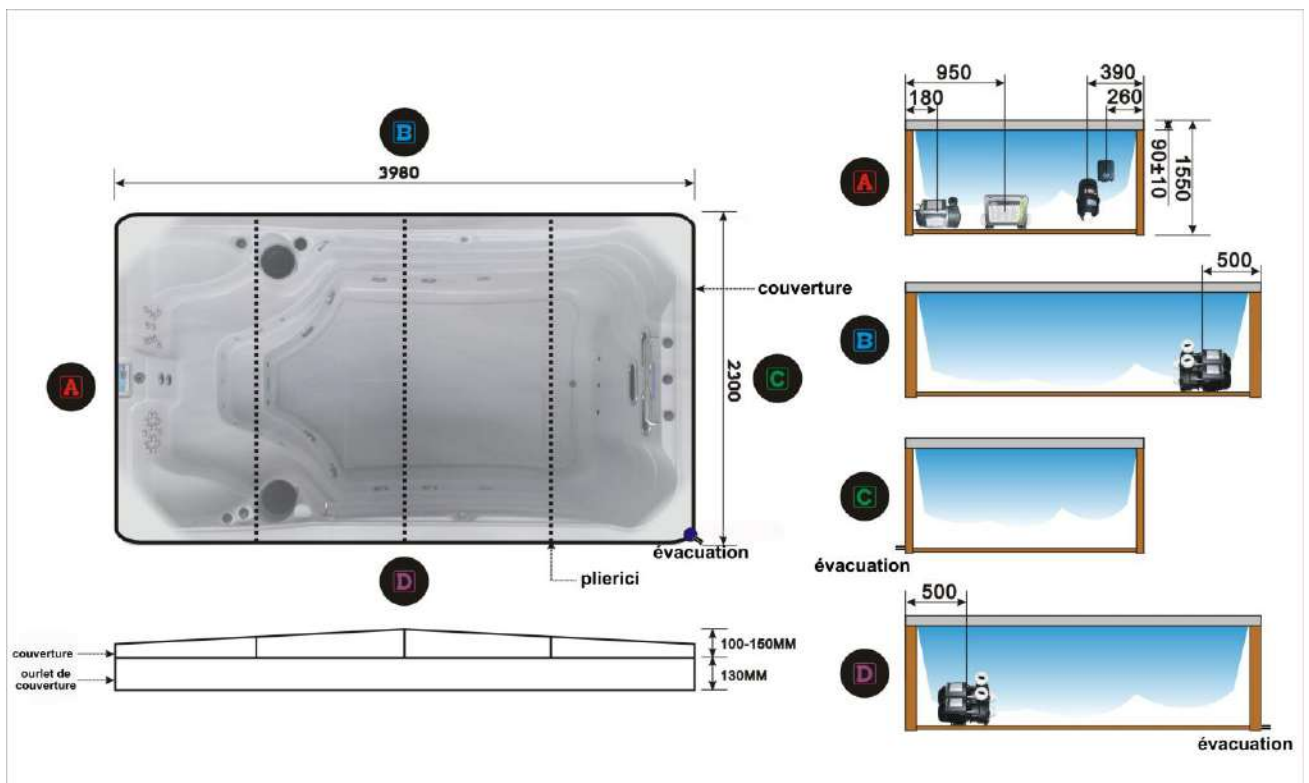 B
3980
A
couverture
2300
C
évacuation
plierici
D
couverture
ourlet de
couverture
100-150MM
130MM
950
390
180
260
A
90±10
1550
500
B
C
évacuation
500
D
évacuation